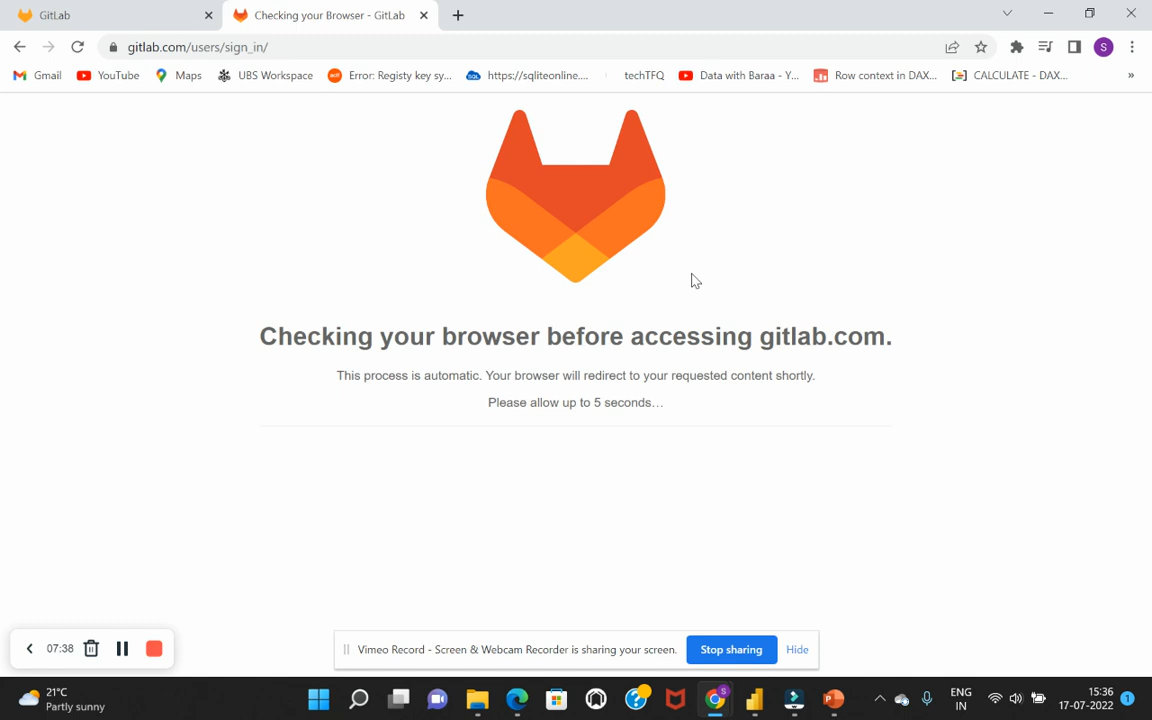 GitLab
Checking your Browser - GitLab
gitlab.com/users/sign_in/
S
Gmail
YouTube
Maps
UBS Workspace
Error: Registy key sy...
https://sqliteonline....
techTFQ
Data with Baraa - Y...
Row context in DAX...
CALCULATE - DAX...
»
Checking your browser before accessing gitlab.com.
This process is automatic. Your browser will redirect to your requested content shortly.
Please allow up to 5 seconds…
07:38
Vimeo Record - Screen & Webcam Recorder is sharing your screen.
Stop sharing
Hide
21°C
Partly sunny
S
ENG
IN
15:36
17-07-2022
1